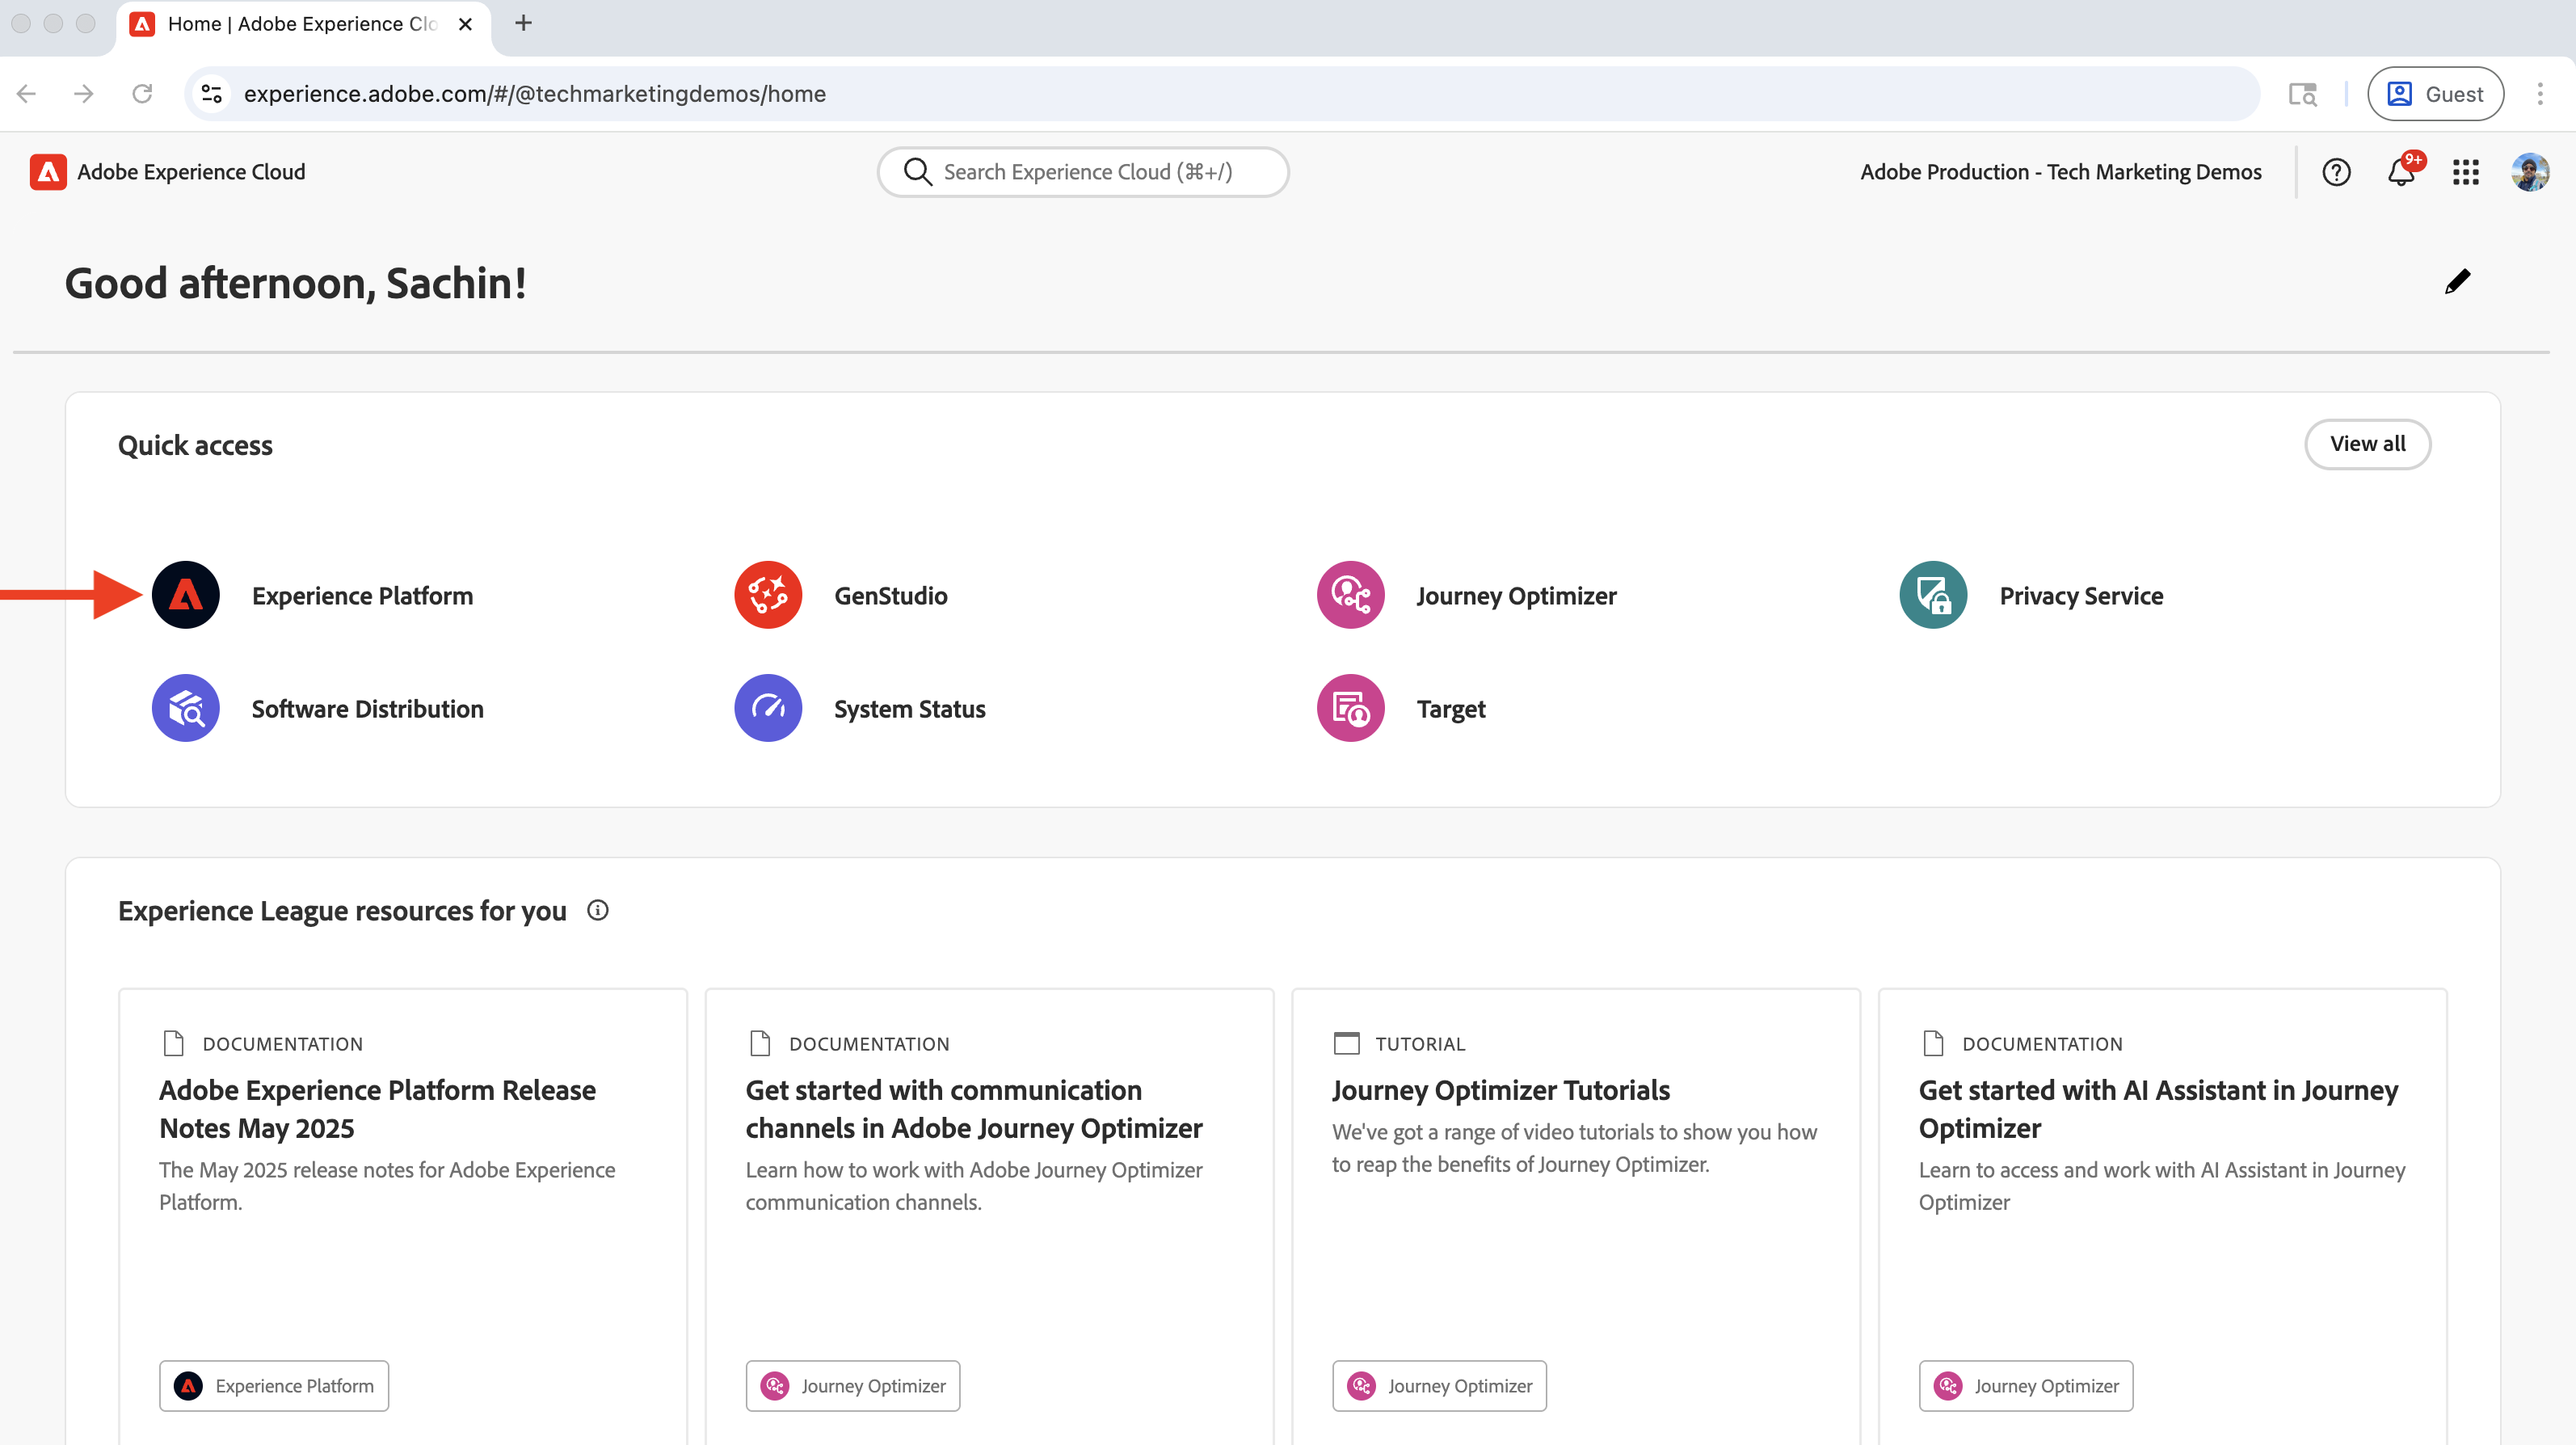 Home | Adobe Experience Clo
experience.adobe.com/#/@techmarketingdemos/home
Guest
Adobe Experience Cloud
Search Experience Cloud (⌘+/)
Adobe Production - Tech Marketing Demos
9+
Good afternoon, Sachin!
Quick access
View all
Experience Platform
GenStudio
Journey Optimizer
Privacy Service
Software Distribution
System Status
Target
Experience League resources for you
DOCUMENTATION
Adobe Experience Platform Release
Notes May 2025
The May 2025 release notes for Adobe Experience
Platform.
Experience Platform
DOCUMENTATION
Get started with communication
channels in Adobe Journey Optimizer
Learn how to work with Adobe Journey Optimizer
communication channels.
Journey Optimizer
TUTORIAL
Journey Optimizer Tutorials
We've got a range of video tutorials to show you how
to reap the benefits of Journey Optimizer.
Journey Optimizer
DOCUMENTATION
Get started with AI Assistant in Journey
Optimizer
Learn to access and work with AI Assistant in Journey
Optimizer
Journey Optimizer